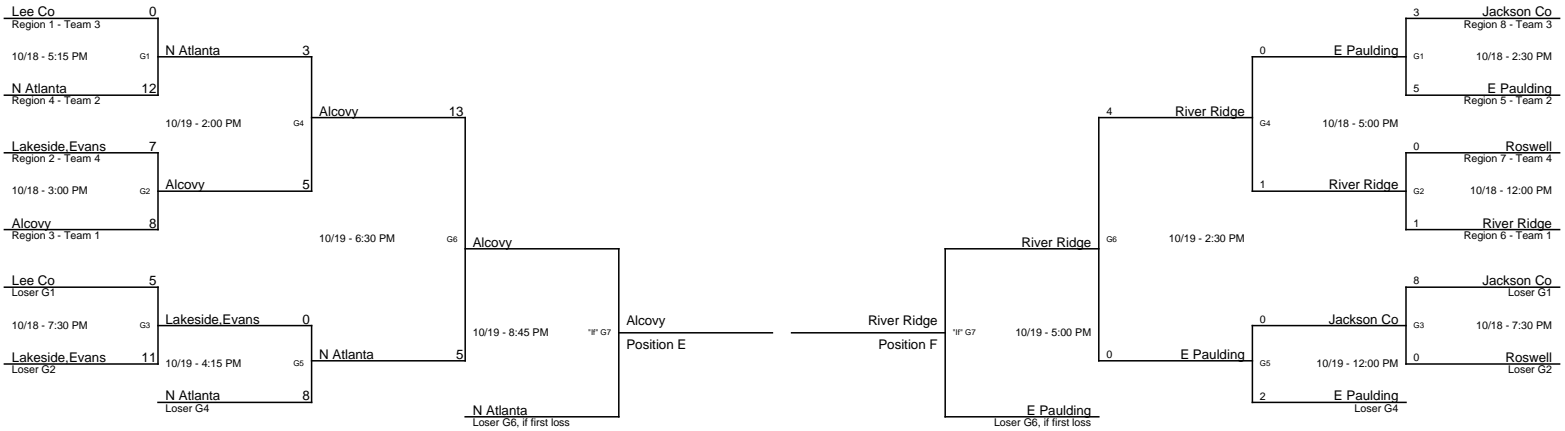 Lee Co 0
Region 1 - Team 3
10/18 - 5:15 PM G1
N Atlanta 3
N Atlanta 12
Region 4 - Team 2
10/19 - 2:00 PM G4
Alcovy 13
Lakeside,Evans 7
Region 2 - Team 4
10/18 - 3:00 PM G2
Alcovy 5
Alcovy 8
Region 3 - Team 1
10/19 - 6:30 PM G6
Alcovy
Lee Co 5
Loser G1
10/18 - 7:30 PM G3
Lakeside,Evans 0
Lakeside,Evans 11
Loser G2
10/19 - 4:15 PM G5
N Atlanta 5
N Atlanta 8
Loser G4
10/19 - 8:45 PM "If" G7
Alcovy
Position E
N Atlanta
Loser G6, if first loss
3 Jackson Co
Region 8 - Team 3
0 E Paulding
G1 10/18 - 2:30 PM
5 E Paulding
Region 5 - Team 2
4 River Ridge
G4 10/18 - 5:00 PM
0 Roswell
Region 7 - Team 4
1 River Ridge
G2 10/18 - 12:00 PM
1 River Ridge
Region 6 - Team 1
River Ridge
G6 10/19 - 2:30 PM
8 Jackson Co
Loser G1
0 Jackson Co
G3 10/18 - 7:30 PM
0 Roswell
Loser G2
0 E Paulding
G5 10/19 - 12:00 PM
2 E Paulding
Loser G4
River Ridge
Position F
"If" G7 10/19 - 5:00 PM
E Paulding
Loser G6, if first loss